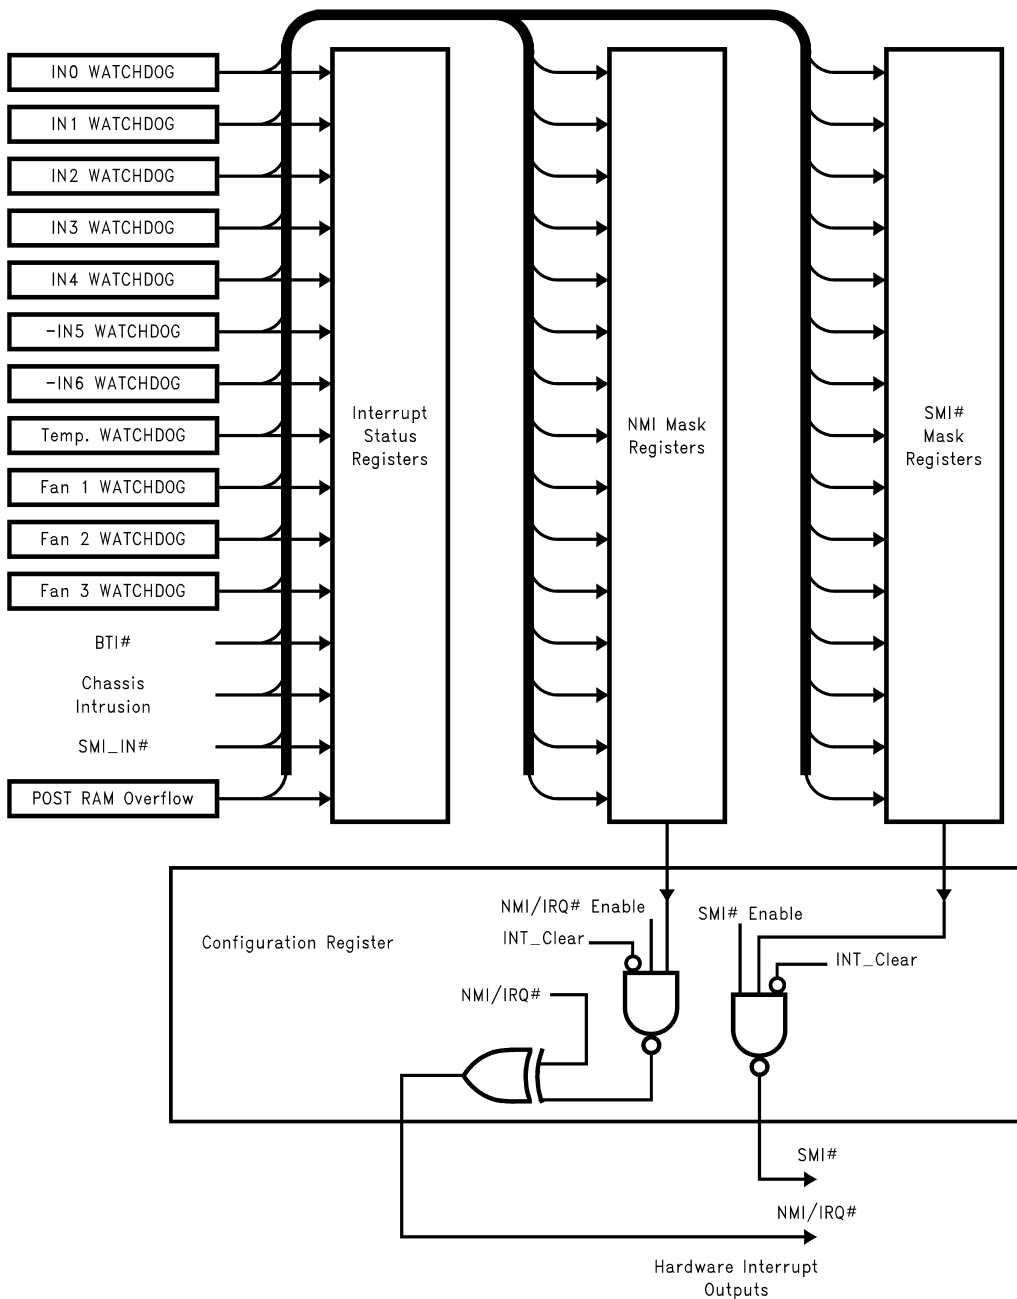 IN0 WATCHDOG
IN1 WATCHDOG
IN2 WATCHDOG
IN3 WATCHDOG
IN4 WATCHDOG
-IN5 WATCHDOG
-IN6 WATCHDOG
Temp. WATCHDOG
Fan 1 WATCHDOG
Fan 2 WATCHDOG
Fan 3 WATCHDOG
BTI#
Chassis
Intrusion
SMI_IN#
POST RAM Overflow
Interrupt
Status
Registers
NMI Mask
Registers
SMI#
Mask
Registers
Configuration Register
NMI/IRQ# Enable
INT_Clear
NMI/IRQ#
SMI# Enable
INT_Clear
SMI#
NMI/IRQ#
Hardware Interrupt
Outputs